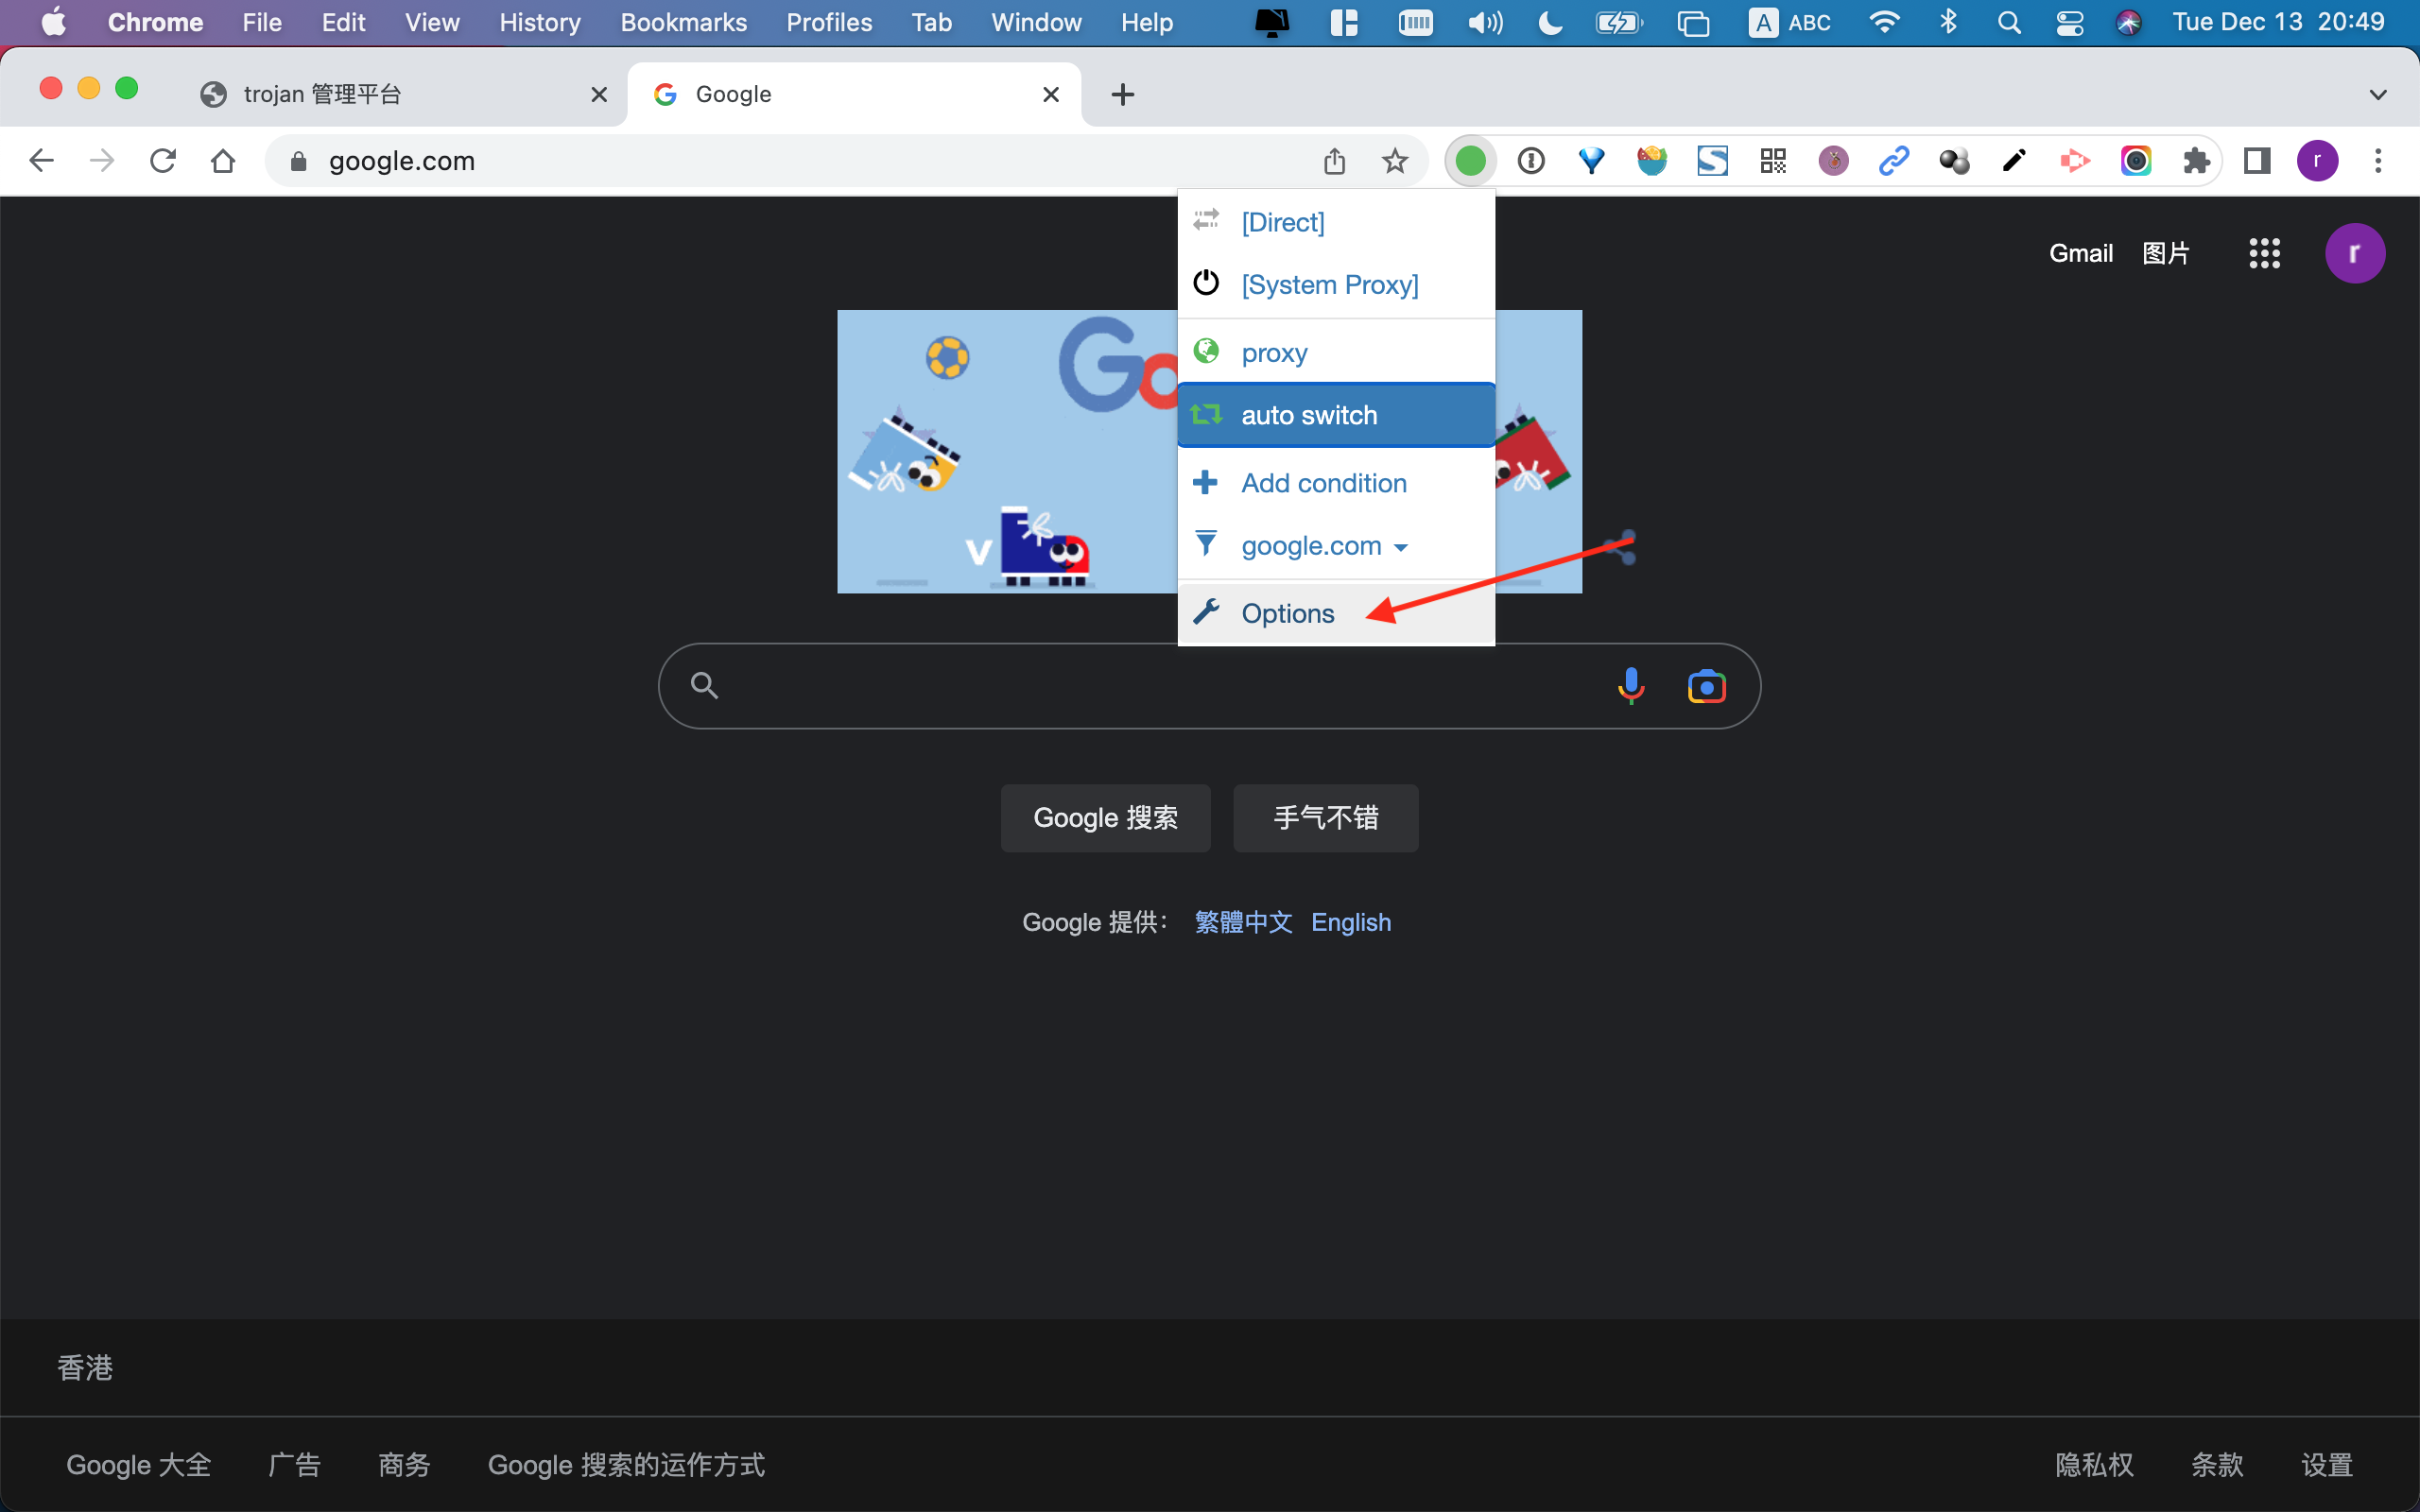 Chrome File Edit View History Bookmarks Profiles Tab Window Help A ABC Tue Dec 13 20:49
trojan 管理平台
Google
google.com
r
[Direct]
[System Proxy]
proxy
auto switch
Add condition
google.com
Options
Gmail 图片
r
Go
v
Google 搜索 手气不错
Google 提供： 繁體中文 English
香港
Google 大全 广告 商务 Google 搜索的运作方式 隐私权 条款 设置